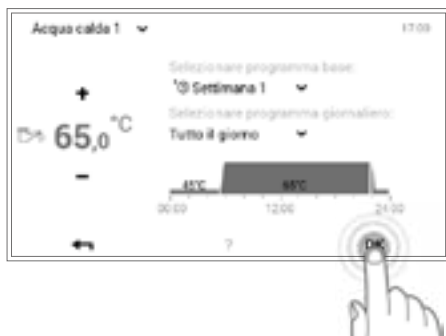 Acqua calda 1
17:03
Selezionare programma base:
Settimana 1
Selezionare programma giornaliero:
Tutto il giorno
+
65,0 °C
−
45°C
65°C
00:00
12:00
24:00
?
OK